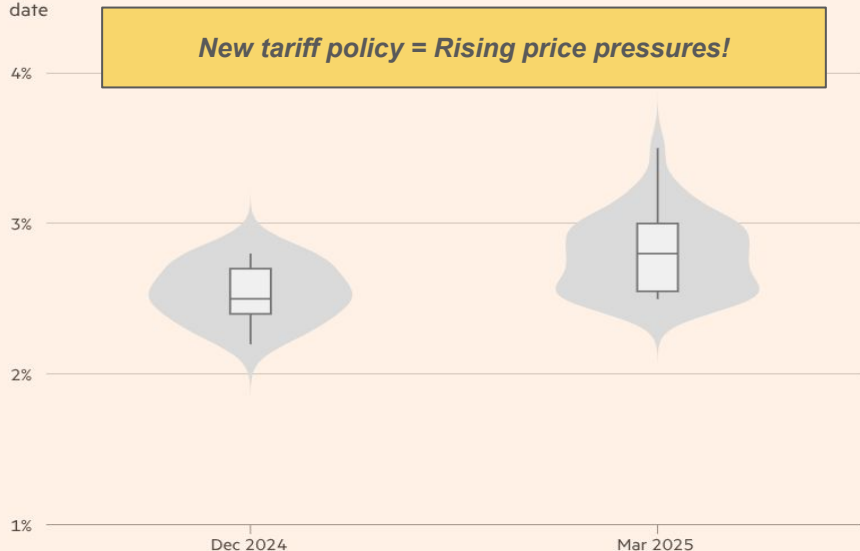 date
New tariff policy = Rising price pressures!
4%
3%
2%
1%
Dec 2024 Mar 2025